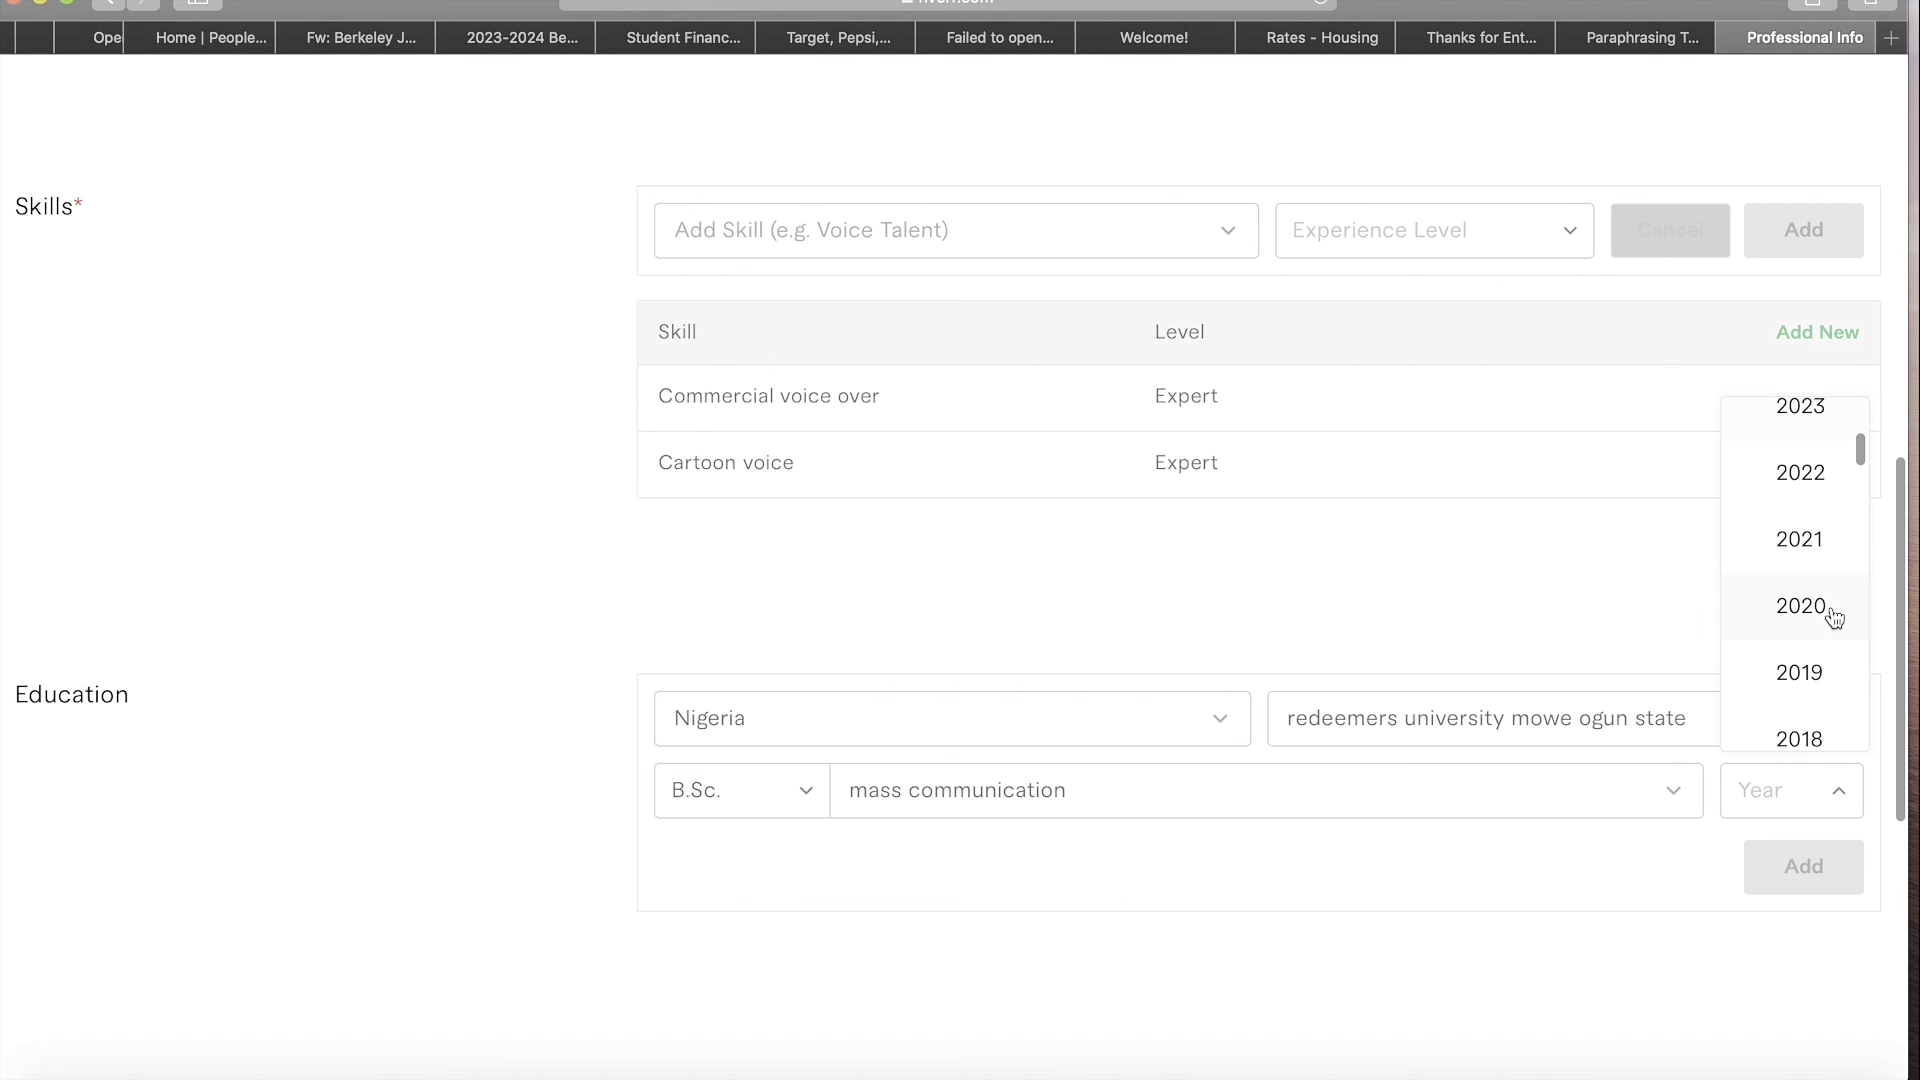 Ope Home | People... Fw: Berkeley J... 2023-2024 Be... Student Financ... Target, Pepsi,... Failed to open... Welcome! Rates - Housing Thanks for Ent... Paraphrasing T... Professional Info
Skills*
Add Skill (e.g. Voice Talent) Experience Level Cancel Add
Skill Level Add New
Commercial voice over Expert
Cartoon voice Expert
2023
2022
2021
2020
2019
2018
Education
Nigeria redeemers university mowe ogun state
B.Sc. mass communication Year
Add